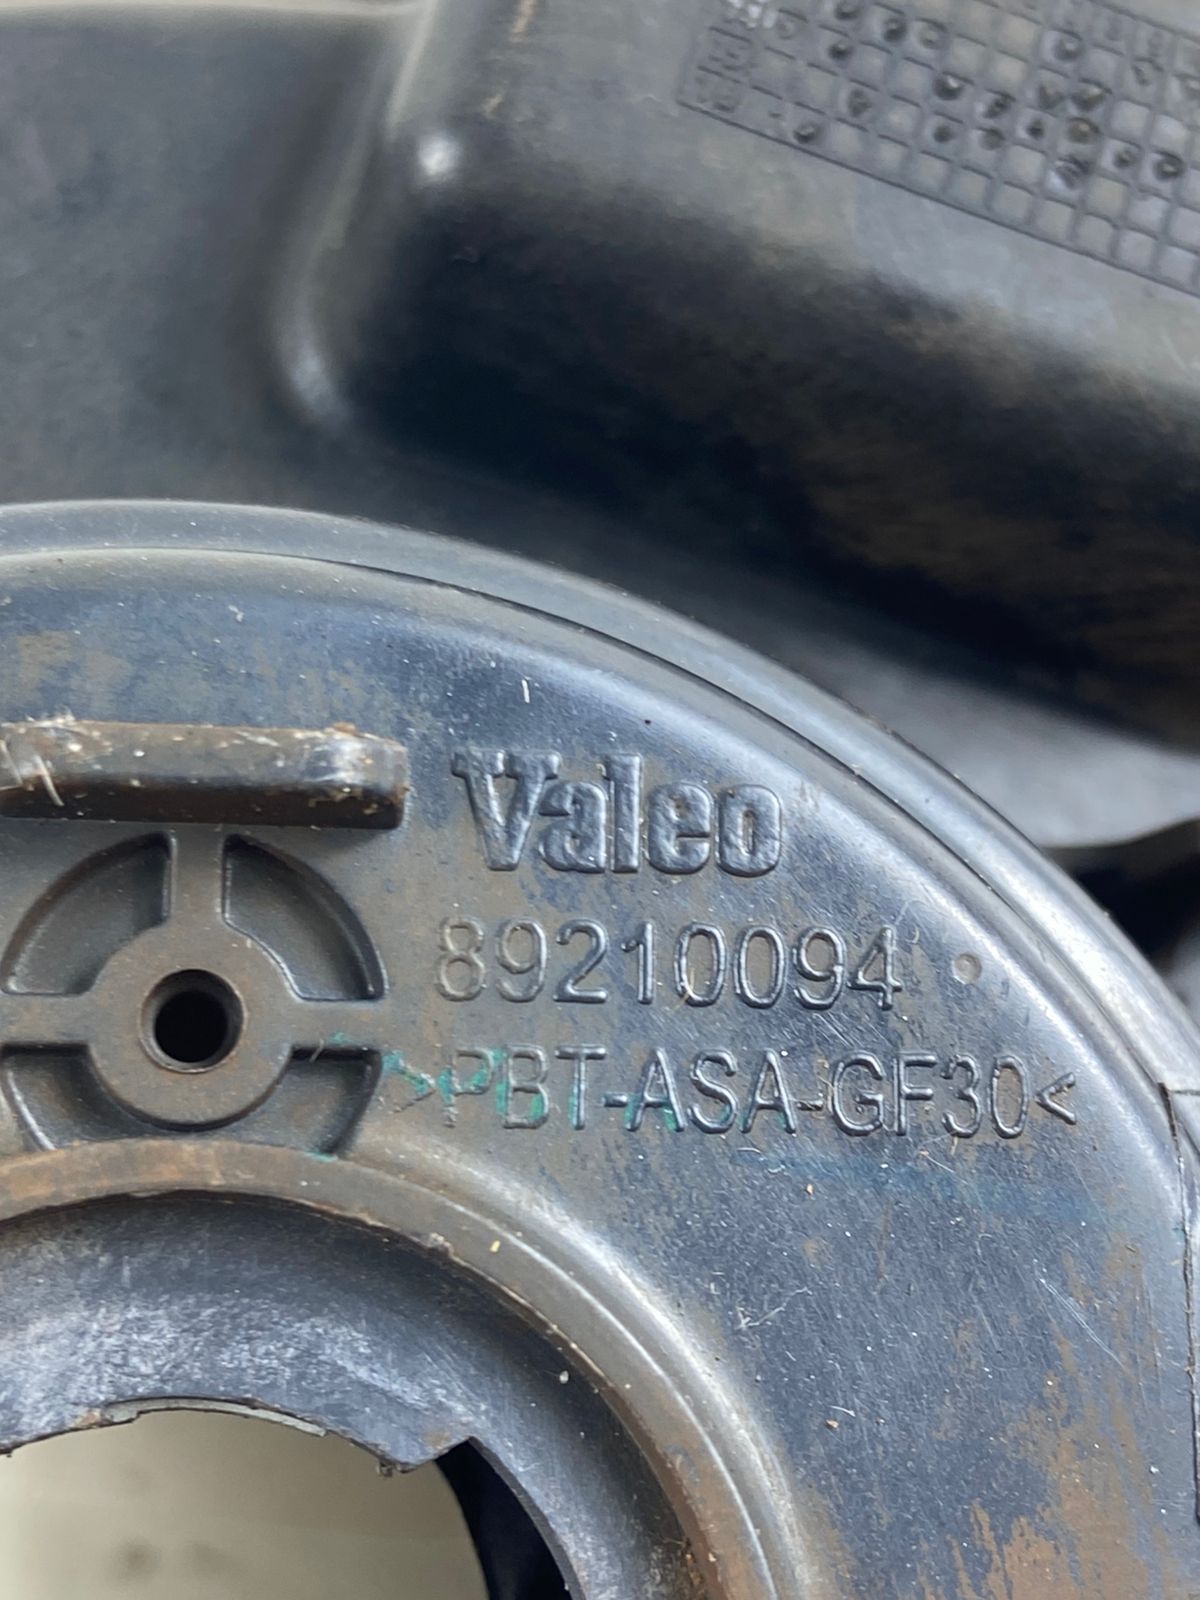 Valeo
89210094
>PBT-ASA-GF30<